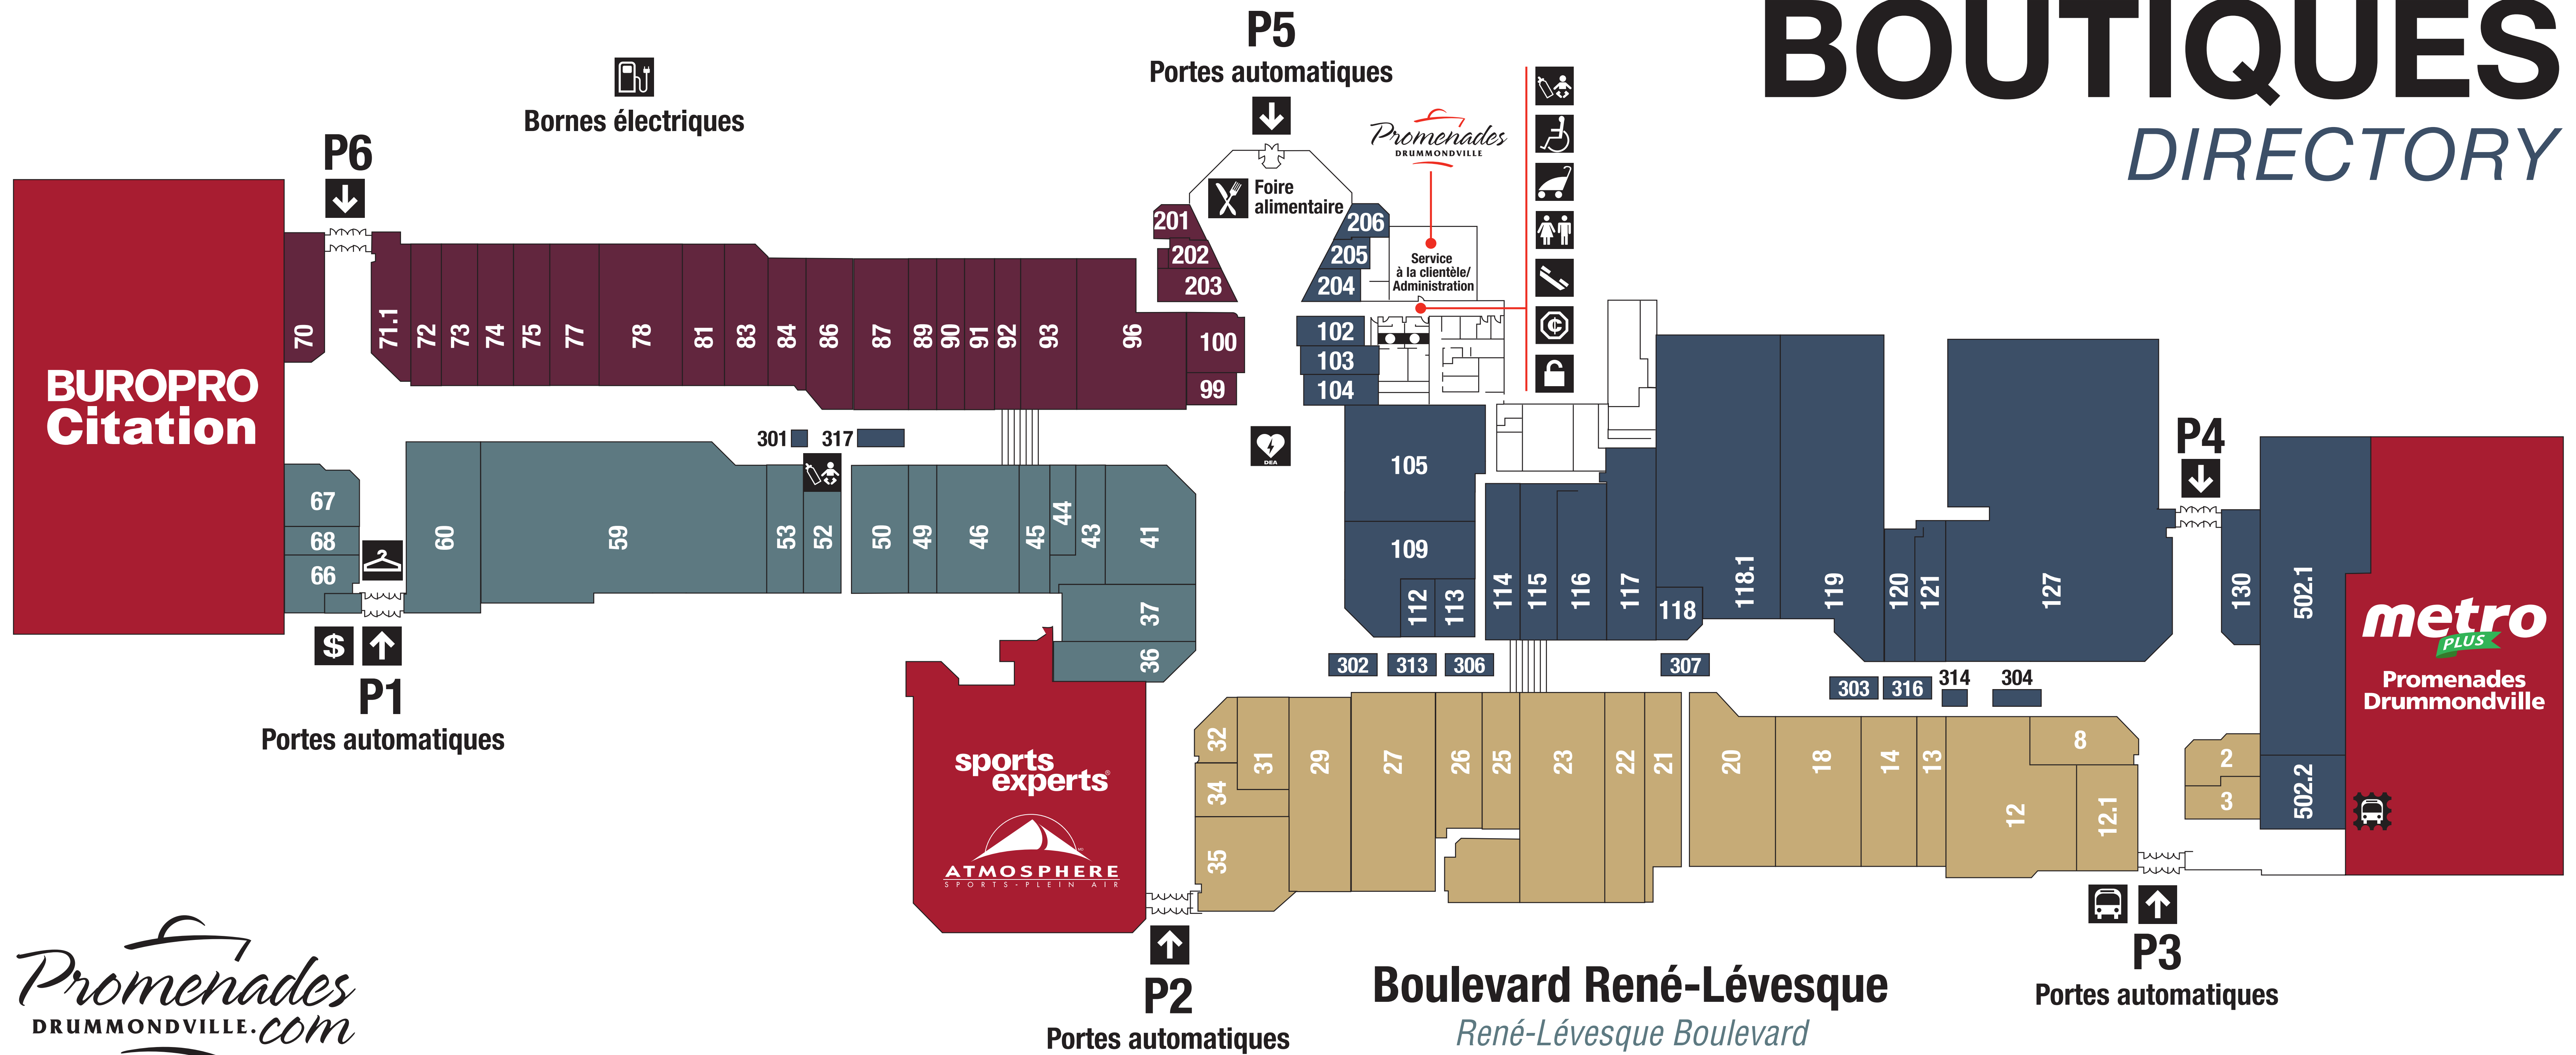 BOUTIQUES
DIRECTORY
P5
Portes automatiques
Bornes électriques
P6
Promenades
DRUMMONDVILLE
Foire
alimentaire
201
202
203
206
205
204
Service
à la clientèle/
Administration
BUROPRO
Citation
70
71.1
72
73
74
75
77
78
81
83
84
86
87
89
90
91
92
93
96
100
99
102
103
104
301
317
DEA
67
68
66
60
59
53
52
50
49
46
45
44
43
41
37
36
$
P1
Portes automatiques
105
109
112
113
114
115
116
117
118
118.1
119
120
121
127
P4
130
502.1
502.2
metro
PLUS
Promenades
Drummondville
302
313
306
307
303
316
314
304
sports
experts
ATMOSPHERE
SPORTS-PLEIN AIR
32
34
35
31
29
27
26
25
23
22
21
20
18
14
13
12
8
12.1
2
3
P2
Portes automatiques
P3
Portes automatiques
Boulevard René-Lévesque
René-Lévesque Boulevard
Promenades
DRUMMONDVILLE.com